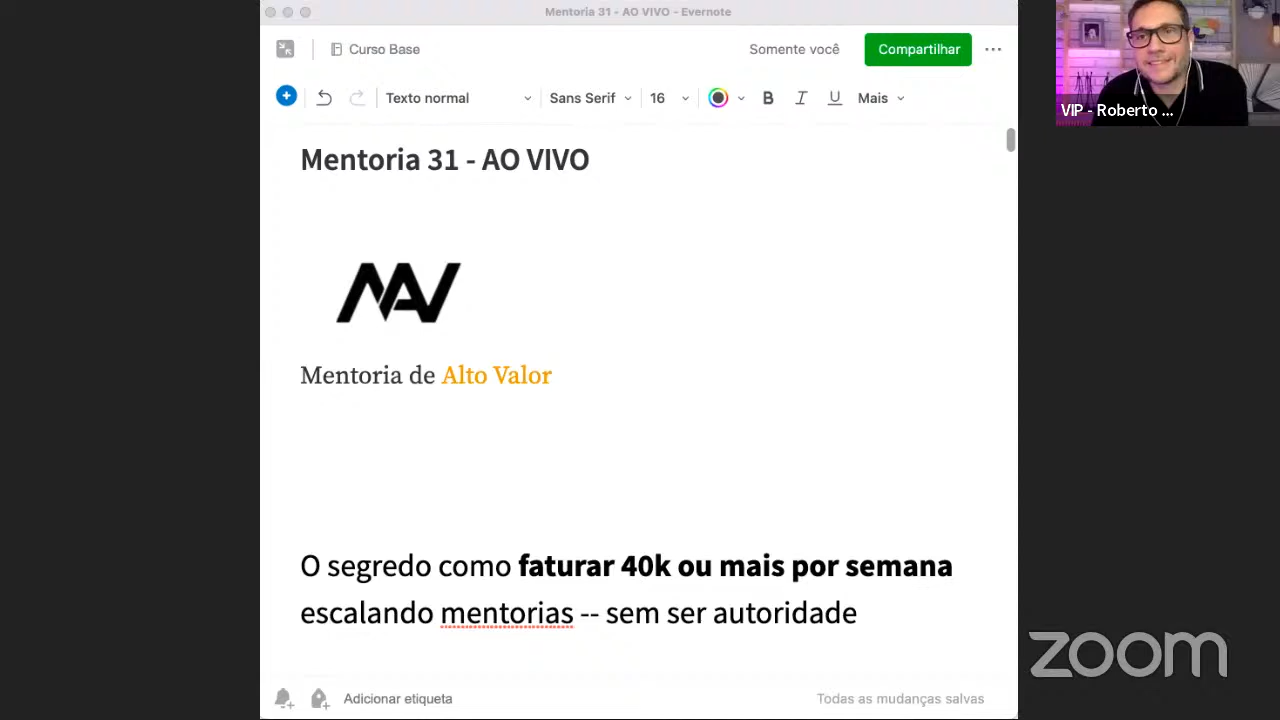 Mentoria 31 - AO VIVO - Evernote
Curso Base
Somente você
Compartilhar
Texto normal
Sans Serif
16
B
I
U
Mais
VIP - Roberto ...
Mentoria 31 - AO VIVO
MAV
Mentoria de Alto Valor
O segredo como faturar 40k ou mais por semana
escalando mentorias -- sem ser autoridade
zoom
Adicionar etiqueta
Todas as mudanças salvas